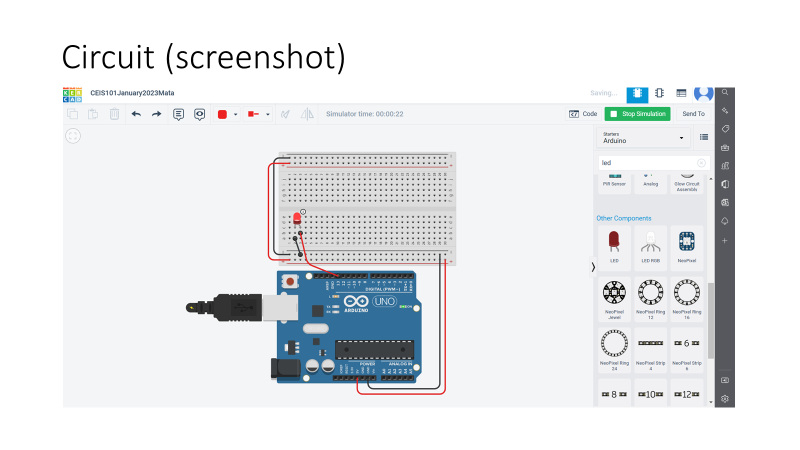 Circuit (screenshot)
CEIS101January2023Mata
Saving...
Simulator time: 00:00:22
Code
Stop Simulation
Send To
Starters
Arduino
led
PIR Sensor
Analog
Glow Circuit
Assembly
Other Components
LED
LED RGB
NeoPixel
NeoPixel
Jewel
NeoPixel Ring
12
NeoPixel Ring
16
NeoPixel Ring
24
NeoPixel Strip
4
NeoPixel Strip
6
6
8
10
12
DIGITAL (PWM~)
UNO
ARDUINO
POWER
ANALOG IN